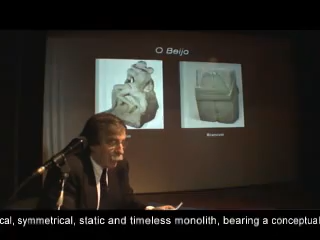 O Beijo
Brancusi
cal, symmetrical, static and timeless monolith, bearing a conceptual